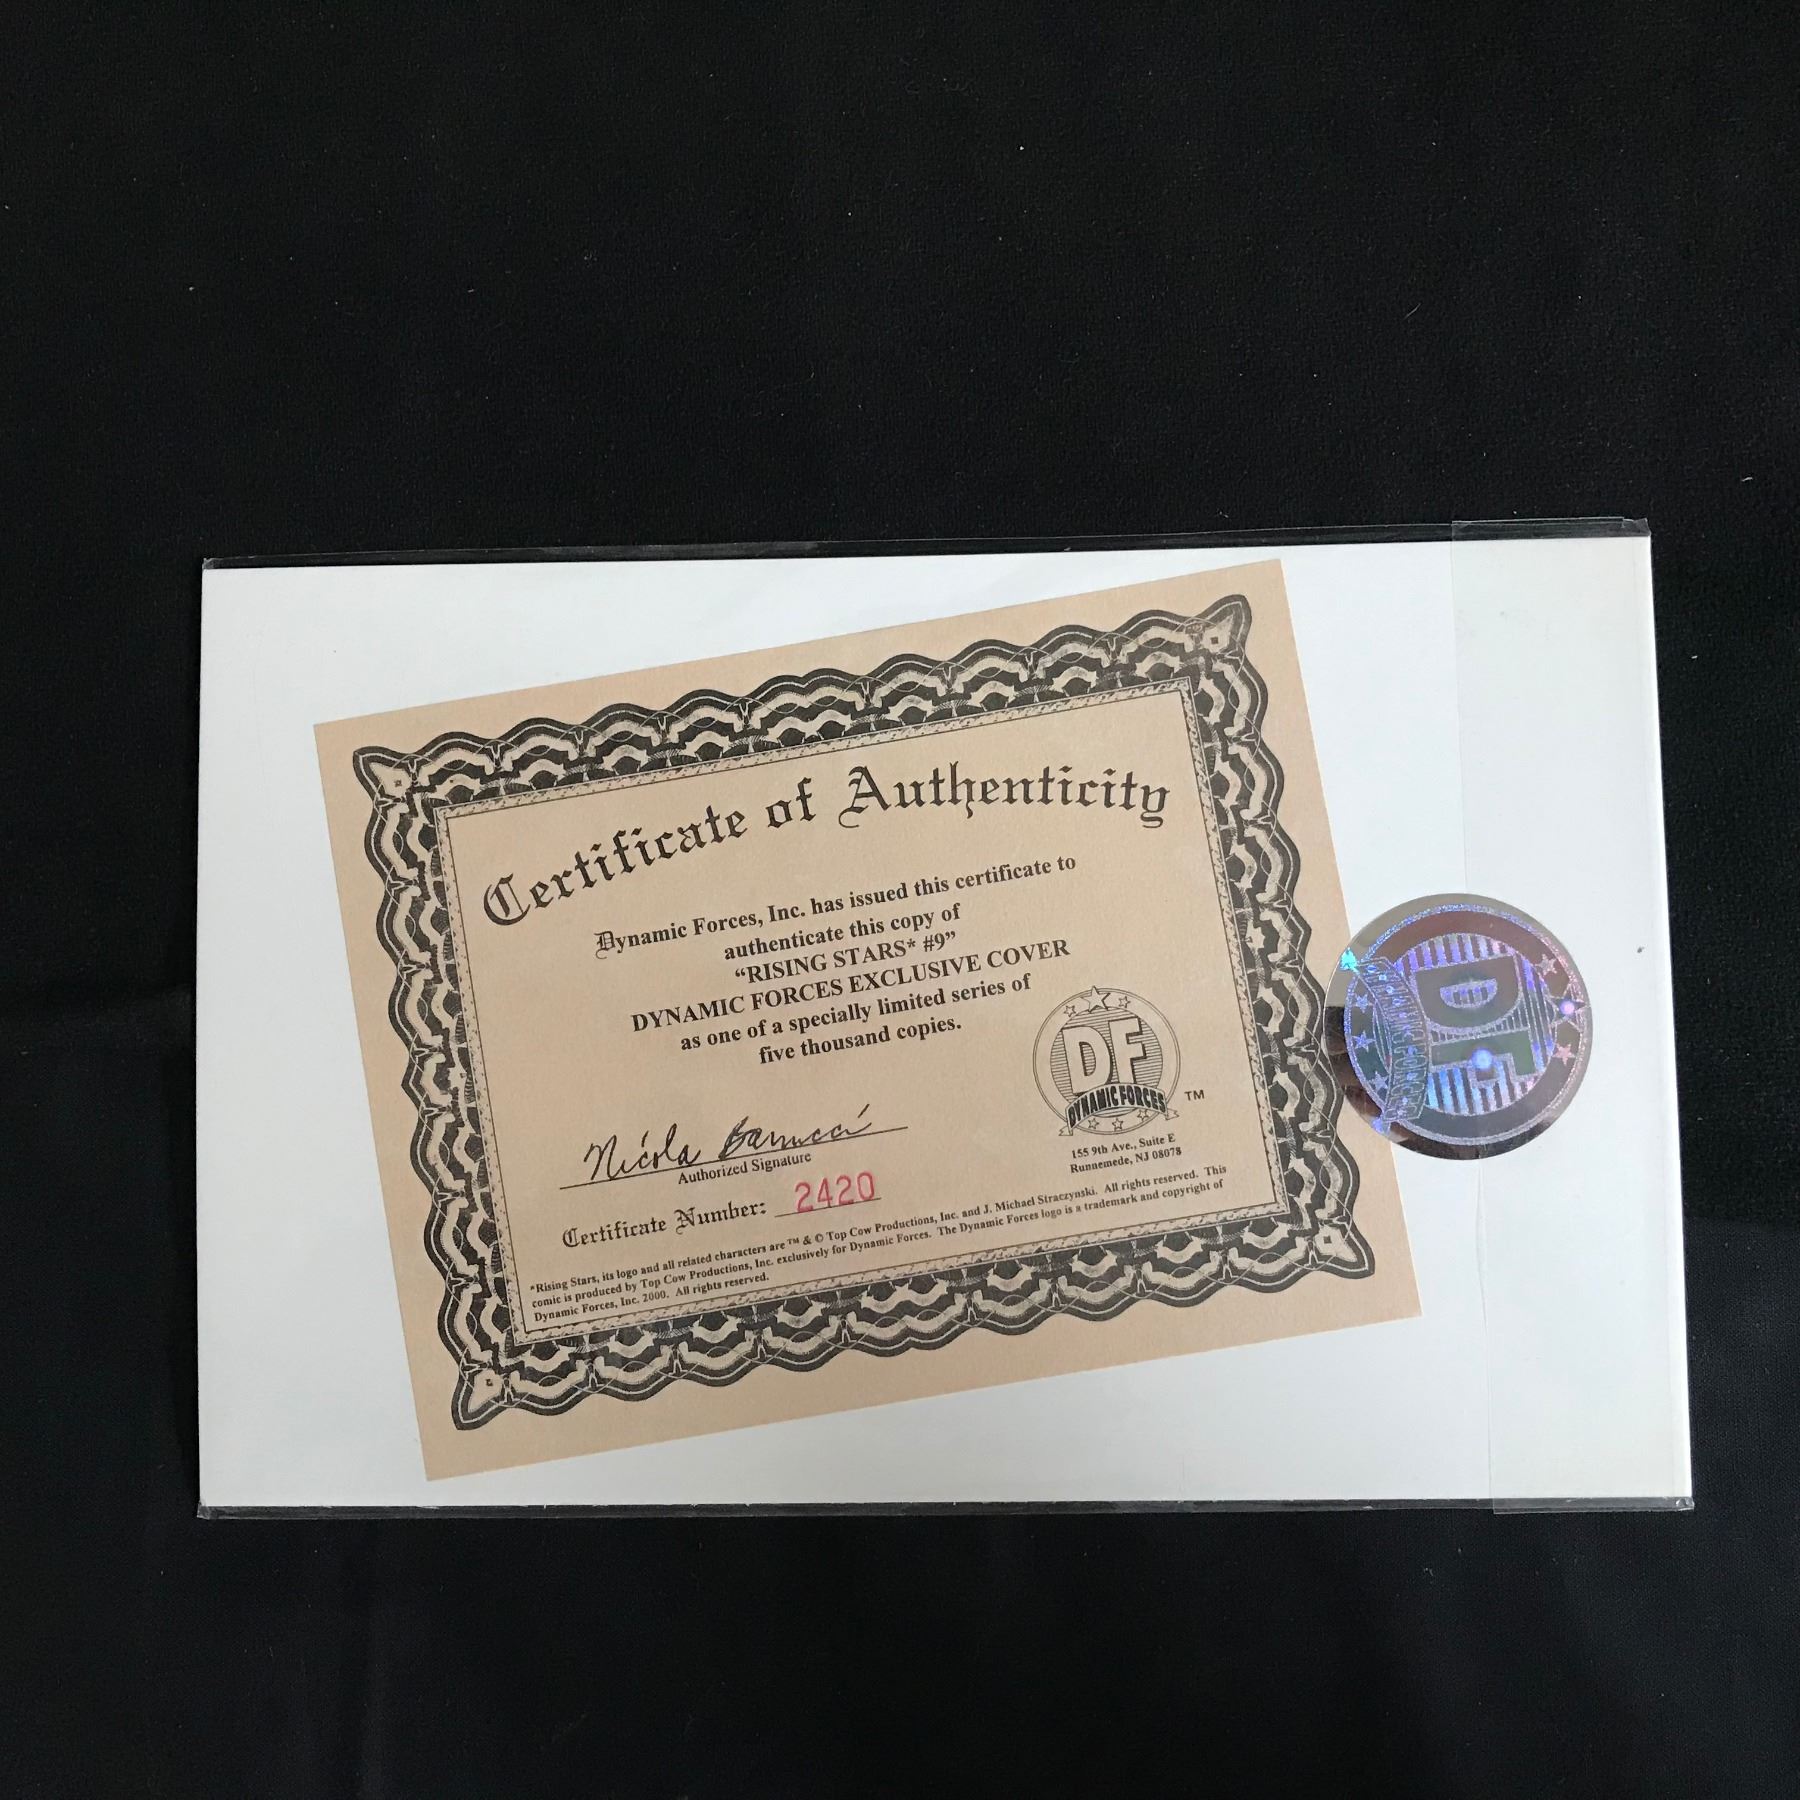 Certificate of Authenticity
Dynamic Forces, Inc. has issued this certificate to
authenticate this copy of
“RISING STARS* #9”
DYNAMIC FORCES EXCLUSIVE COVER
as one of a specially limited series of
five thousand copies.
DF
DYNAMIC FORCES
TM
155 9th Ave., Suite E
Runnemede, NJ 08078
Nicola Barrucci
Authorized Signature
Certificate Number: 2420
*Rising Stars, its logo and all related characters are ™ & © Top Cow Productions, Inc. and J. Michael Straczynski. All rights reserved. This
comic is produced by Top Cow Productions, Inc. exclusively for Dynamic Forces. The Dynamic Forces logo is a trademark and copyright of
Dynamic Forces, Inc. 2000. All rights reserved.
DF
DYNAMIC FORCES